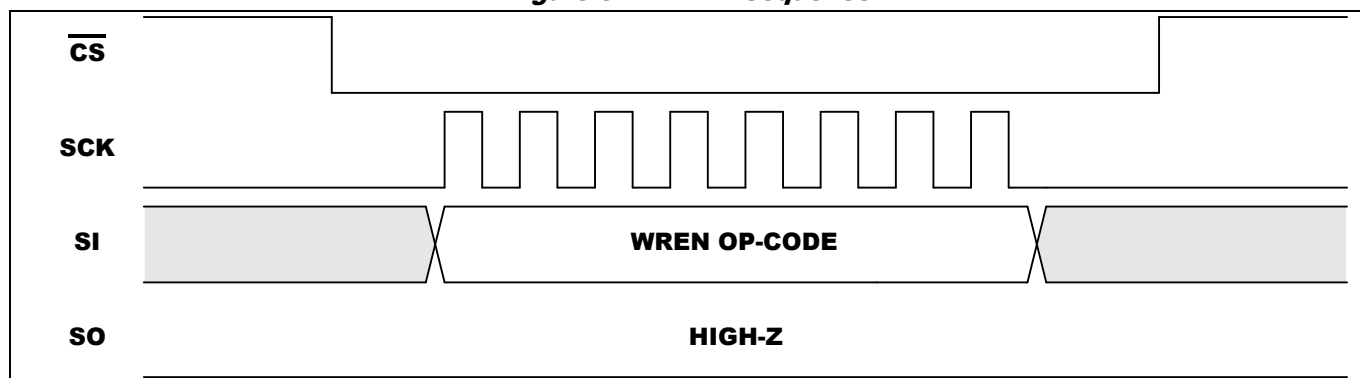 CS
SCK
SI
WREN OP-CODE
SO
HIGH-Z